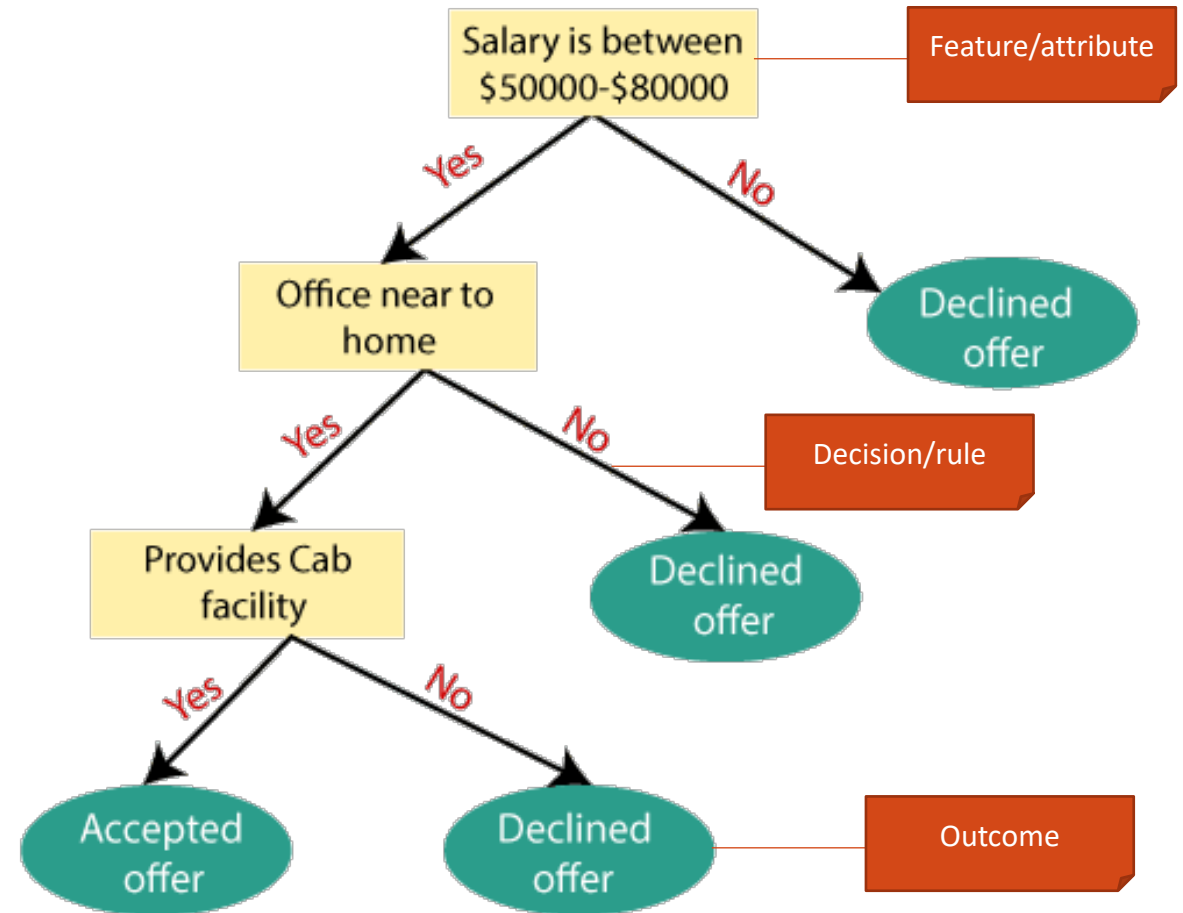 Salary is between
$50000-$80000
Feature/attribute
Yes
No
Office near to
home
Declined
offer
Yes
No
Decision/rule
Provides Cab
facility
Declined
offer
Yes
No
Accepted
offer
Declined
offer
Outcome